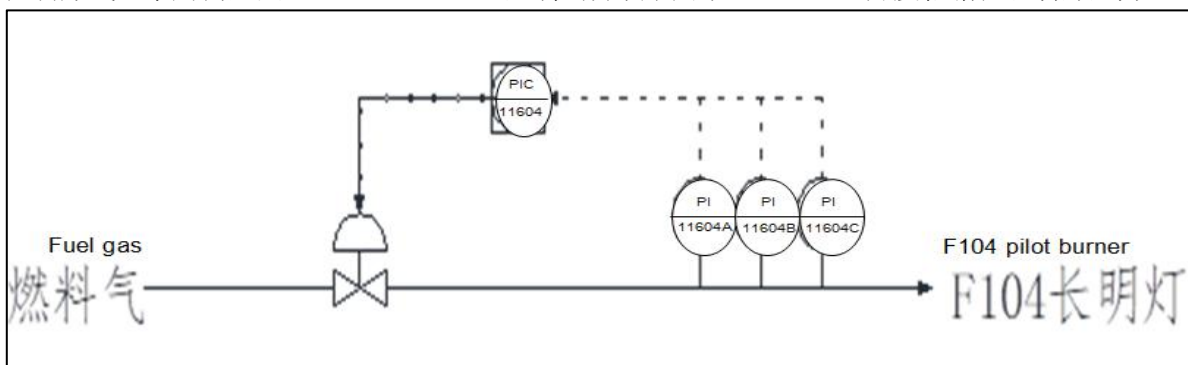 PIC
11604
PI
11604A
PI
11604B
PI
11604C
Fuel gas
燃料气
F104 pilot burner
F104长明灯